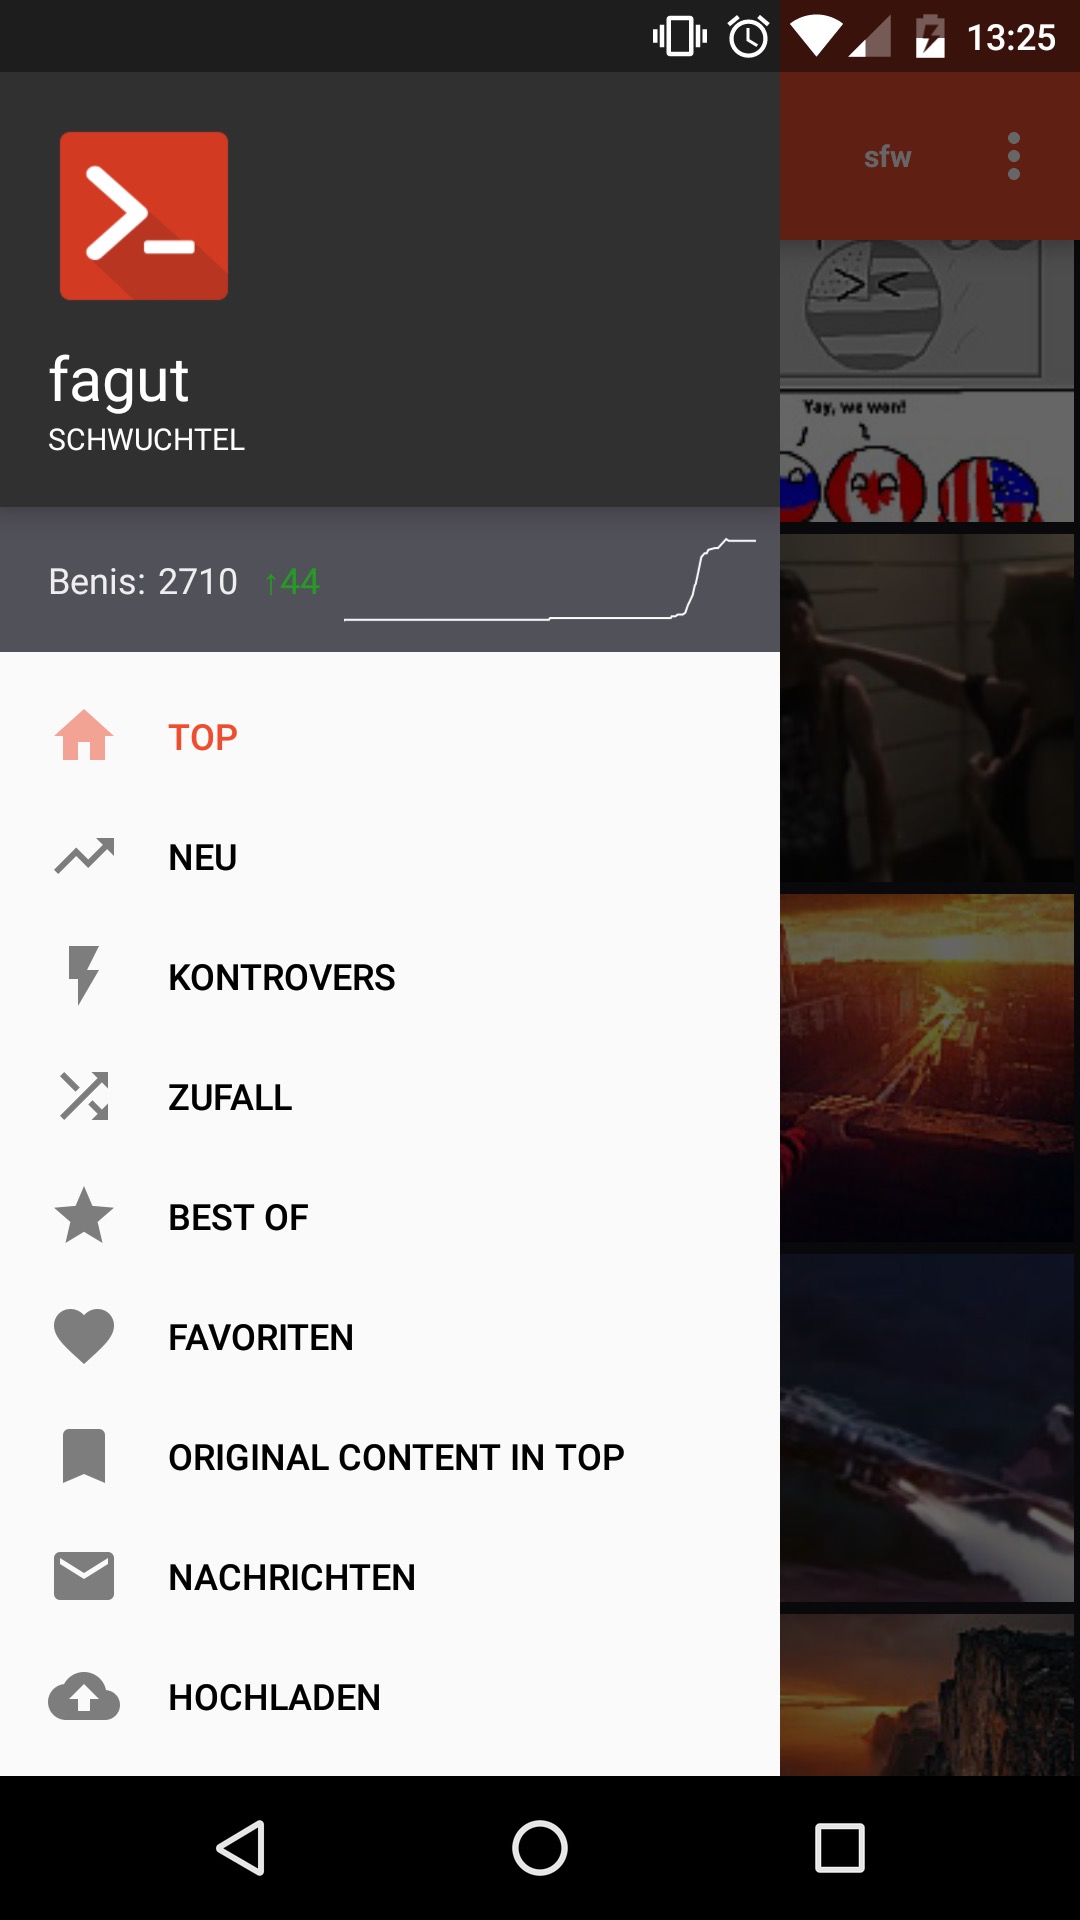 13:25
sfw
fagut
SCHWUCHTEL
Yay, we won!
Benis: 2710 ↑44
TOP
NEU
KONTROVERS
ZUFALL
BEST OF
FAVORITEN
ORIGINAL CONTENT IN TOP
NACHRICHTEN
HOCHLADEN